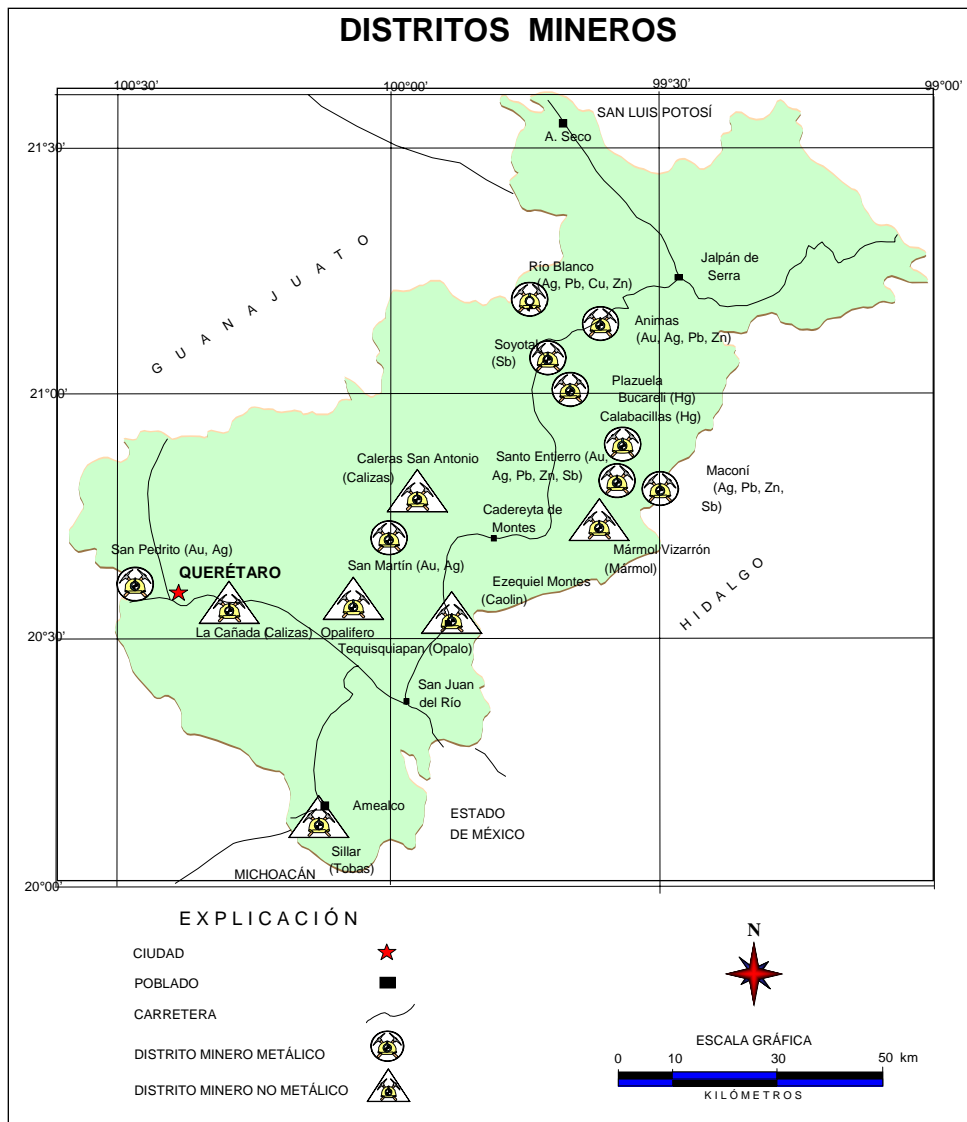 DISTRITOS MINEROS
100°30'
100°00'
99°30'
99°00'
SAN LUIS POTOSÍ
A. Seco
21°30'
GUANAJUATO
Jalpán de
Serra
Río Blanco
(Ag, Pb, Cu, Zn)
Animas
(Au, Ag, Pb, Zn)
Soyotal
(Sb)
Plazuela
Bucareli (Hg)
21°00'
Calabacillas (Hg)
Caleras San Antonio
(Calizas)
Santo Entierro (Au,
Ag, Pb, Zn, Sb)
Maconí
(Ag, Pb, Zn,
Sb)
Cadereyta de
Montes
San Pedrito (Au, Ag)
QUERÉTARO
San Martín (Au, Ag)
Mármol Vizarrón
(Mármol)
HIDALGO
Ezequiel Montes
(Caolin)
La Cañada (Calizas)
Opalifero
Tequisquiapan (Opalo)
20°30'
San Juan
del Río
Amealco
ESTADO
DE MÉXICO
Sillar
(Tobas)
MICHOACÁN
20°00'
EXPLICACIÓN
CIUDAD
POBLADO
CARRETERA
DISTRITO MINERO METÁLICO
DISTRITO MINERO NO METÁLICO
N
ESCALA GRÁFICA
0 10 30 50 km
KILÓMETROS